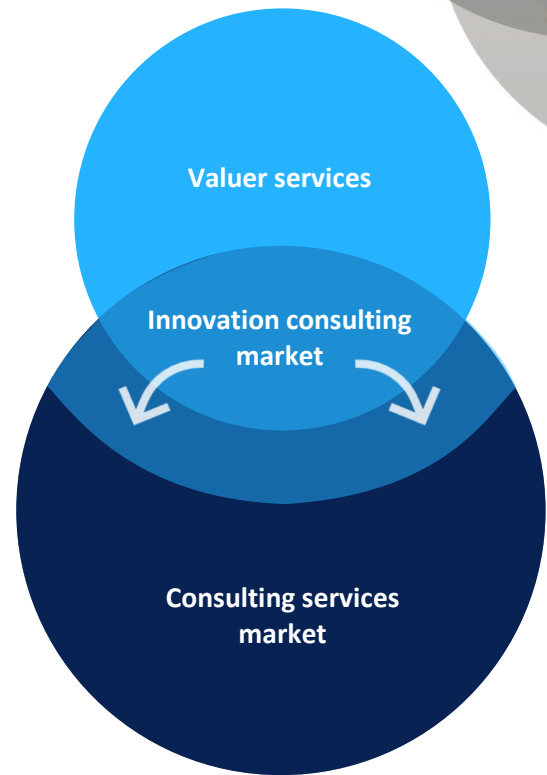 Valuer services
Innovation consulting
market
Consulting services
market